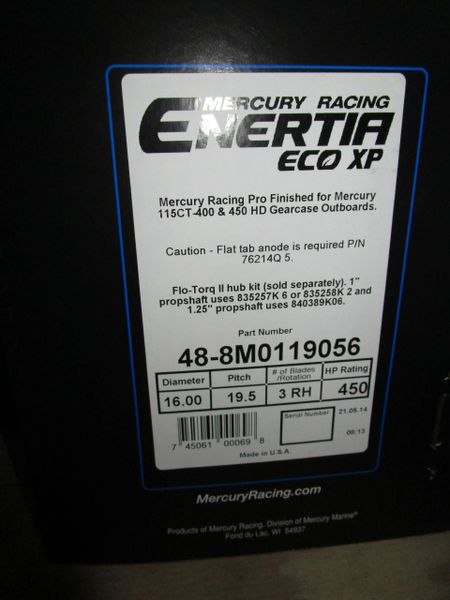 MERCURY RACING
ENERTIA
ECO XP
Mercury Racing Pro Finished for Mercury
115CT-400 & 450 HD Gearcase Outboards.
Caution - Flat tab anode is required P/N
76214Q 5.
Flo-Torq II hub kit (sold separately). 1"
propshaft uses 835257K 6 or 835258K 2 and
1.25" propshaft uses 840389K06.
Part Number
48-8M0119056
Diameter Pitch # of Blades /Rotation HP Rating
16.00 19.5 3 RH 450
Serial Number 21.05.14
08:13
7 45061 00069 8
Made in U.S.A.
MercuryRacing.com
Products of Mercury Racing. Division of Mercury Marine®
Fond du Lac, WI 54937